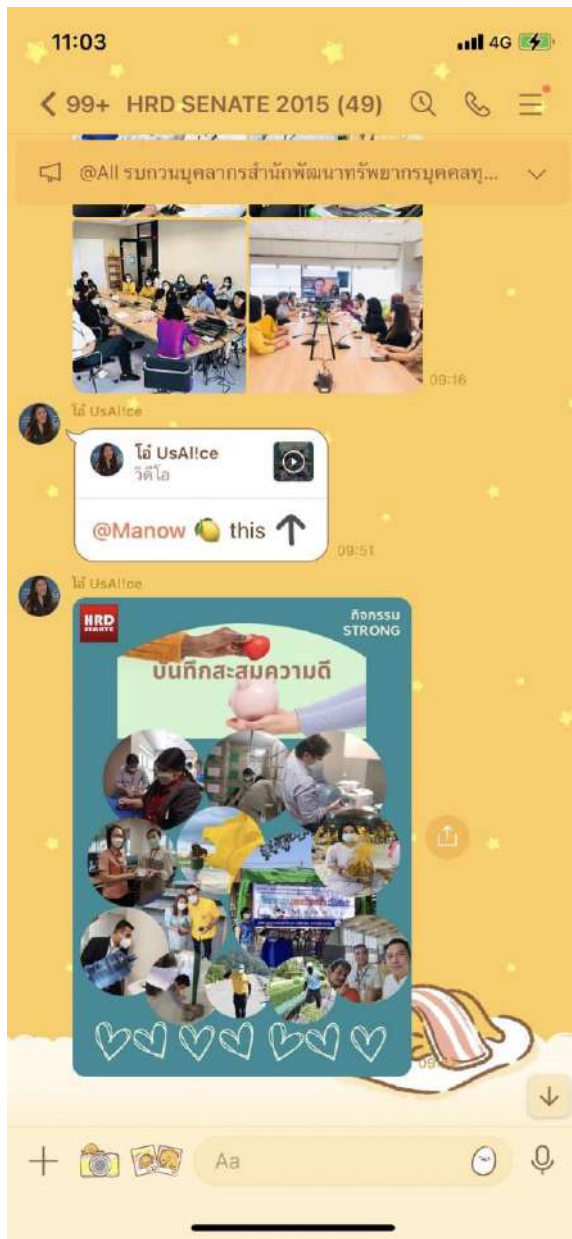 11:03
4G
99+ HRD SENATE 2015 (49)
@All รบกวนบุคลากรสำนักพัฒนาทรัพยากรบุคคลทุ...
09:16
โอ๋ UsAl!ce
โอ๋ UsAl!ce
วิดีโอ
@Manow 🍋 this ↑
09:51
โอ๋ UsAl!ce
HRD
SENATE
กิจกรรม
STRONG
บันทึกสะสมความดี
Aa